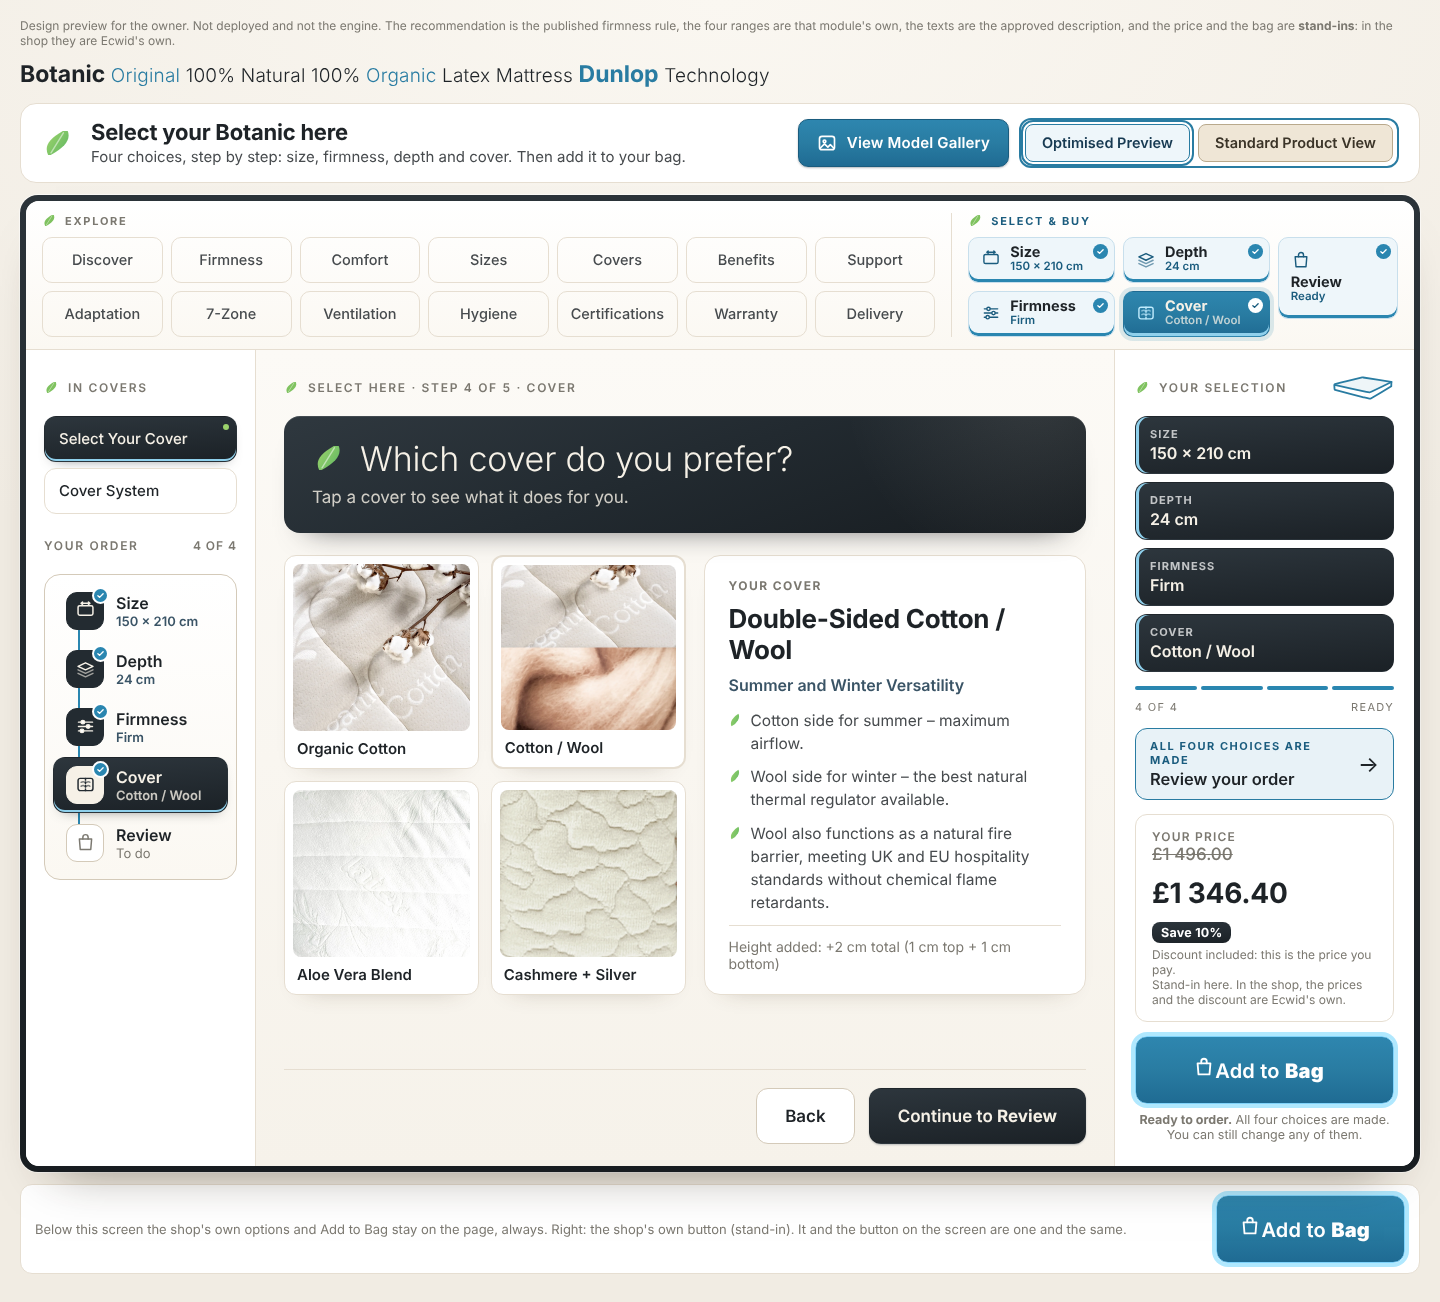 Design preview for the owner. Not deployed and not the engine. The recommendation is the published firmness rule, the four ranges are that module's own, the texts are the approved description, and the price and the bag are stand-ins: in the
shop they are Ecwid's own.
Botanic Original 100% Natural 100% Organic Latex Mattress Dunlop Technology
Select your Botanic here
Four choices, step by step: size, firmness, depth and cover. Then add it to your bag.
View Model Gallery
Optimised Preview
Standard Product View
EXPLORE
Discover
Firmness
Comfort
Sizes
Covers
Benefits
Support
Adaptation
7-Zone
Ventilation
Hygiene
Certifications
Warranty
Delivery
SELECT & BUY
Size
150 × 210 cm
Depth
24 cm
Firmness
Firm
Cover
Cotton / Wool
Review
Ready
IN COVERS
Select Your Cover
Cover System
YOUR ORDER
4 OF 4
Size
150 × 210 cm
Depth
24 cm
Firmness
Firm
Cover
Cotton / Wool
Review
To do
SELECT HERE · STEP 4 OF 5 · COVER
Which cover do you prefer?
Tap a cover to see what it does for you.
Cotton
Organic Cotton
Cotton
Cotton / Wool
Aloe Vera Blend
Cashmere + Silver
YOUR COVER
Double-Sided Cotton /
Wool
Summer and Winter Versatility
Cotton side for summer – maximum
airflow.
Wool side for winter – the best natural
thermal regulator available.
Wool also functions as a natural fire
barrier, meeting UK and EU hospitality
standards without chemical flame
retardants.
Height added: +2 cm total (1 cm top + 1 cm
bottom)
Back
Continue to Review
YOUR SELECTION
SIZE
150 × 210 cm
DEPTH
24 cm
FIRMNESS
Firm
COVER
Cotton / Wool
4 OF 4
READY
ALL FOUR CHOICES ARE
MADE
Review your order
YOUR PRICE
£1 496.00
£1 346.40
Save 10%
Discount included: this is the price you
pay.
Stand-in here. In the shop, the prices
and the discount are Ecwid's own.
Add to Bag
Ready to order. All four choices are made.
You can still change any of them.
Below this screen the shop's own options and Add to Bag stay on the page, always. Right: the shop's own button (stand-in). It and the button on the screen are one and the same.
Add to Bag